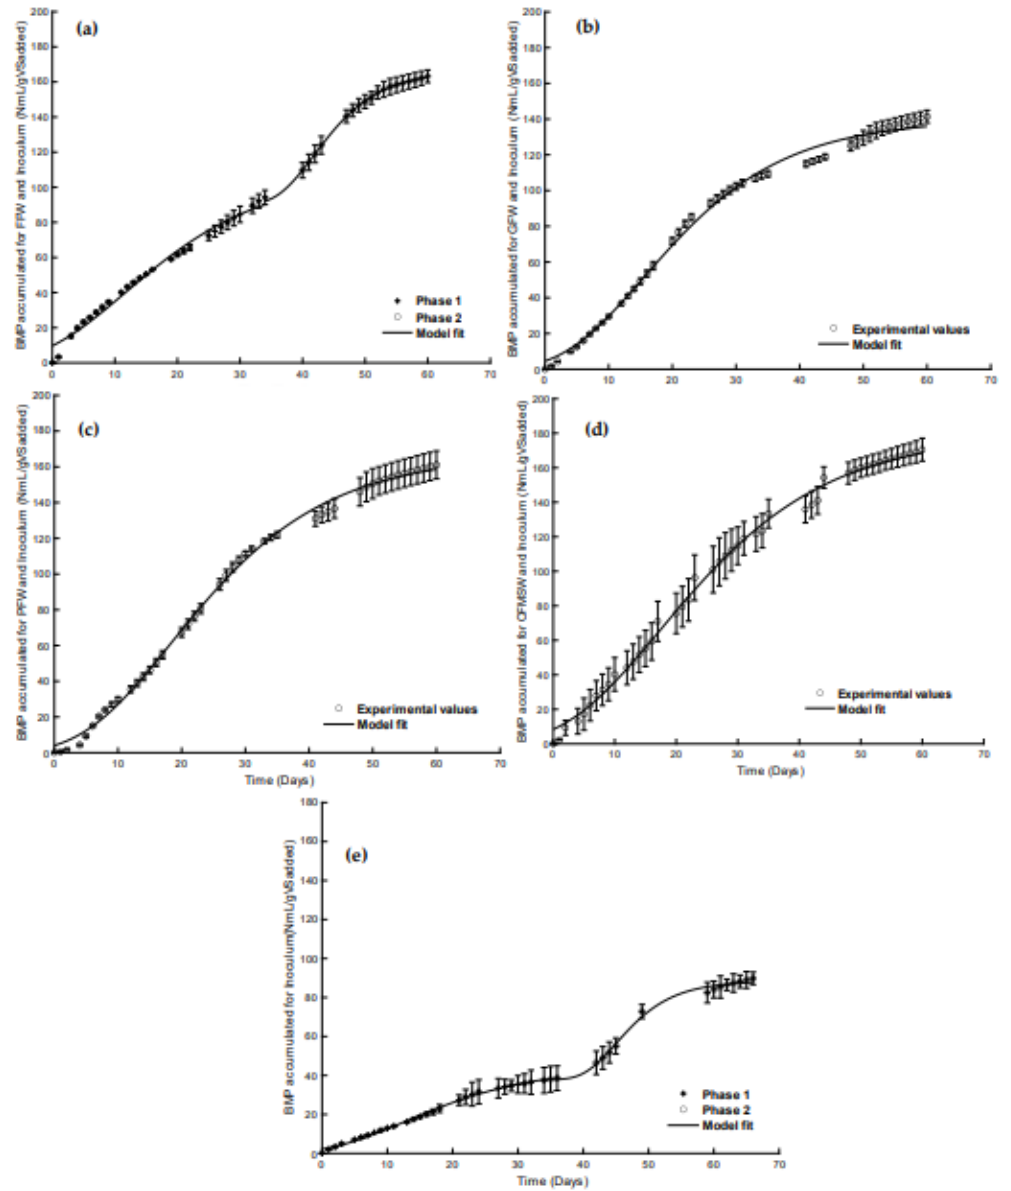 (a)
BMP accumulated for FFW and Inoculum (NmL/gVSadded)
200
180
160
140
120
100
80
60
40
20
0
Phase 1
Phase 2
Model fit
0 10 20 30 40 50 60 70
(b)
BMP accumulated for GFW and Inoculum (NmL/gVSadded)
200
180
160
140
120
100
80
60
40
20
0
Experimental values
Model fit
0 10 20 30 40 50 60 70
(c)
BMP accumulated for PFW and Inoculum (NmL/gVSadded)
200
180
160
140
120
100
80
60
40
20
0
Experimental values
Model fit
0 10 20 30 40 50 60 70
Time (Days)
(d)
BMP accumulated for OFMSW and Inoculum (NmL/gVSadded)
200
180
160
140
120
100
80
60
40
20
0
Experimental values
Model fit
0 10 20 30 40 50 60 70
Time (Days)
(e)
BMP accumulated for Inoculum(NmL/gVSadded)
180
160
140
120
100
80
60
40
20
0
Phase 1
Phase 2
Model fit
0 10 20 30 40 50 60 70
Time (Days)